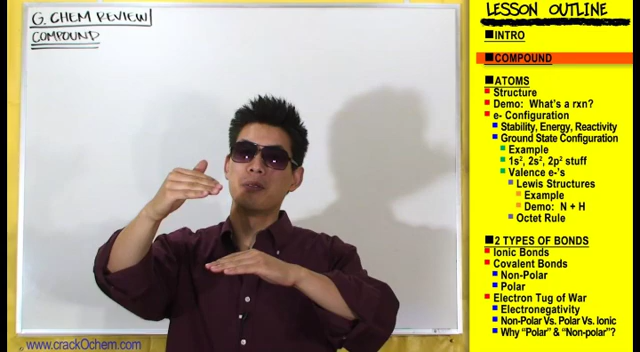 G. CHEM REVIEW
COMPOUND
www.crackOchem.com
LESSON OUTLINE
INTRO
COMPOUND
ATOMS
Structure
Demo: What's a rxn?
e- Configuration
Stability, Energy, Reactivity
Ground State Configuration
Example
1s², 2s², 2p² stuff
Valence e-'s
Lewis Structures
Example
Demo: N + H
Octet Rule
2 TYPES OF BONDS
Ionic Bonds
Covalent Bonds
Non-Polar
Polar
Electron Tug of War
Electronegativity
Non-Polar Vs. Polar Vs. Ionic
Why "Polar" & "Non-polar"?